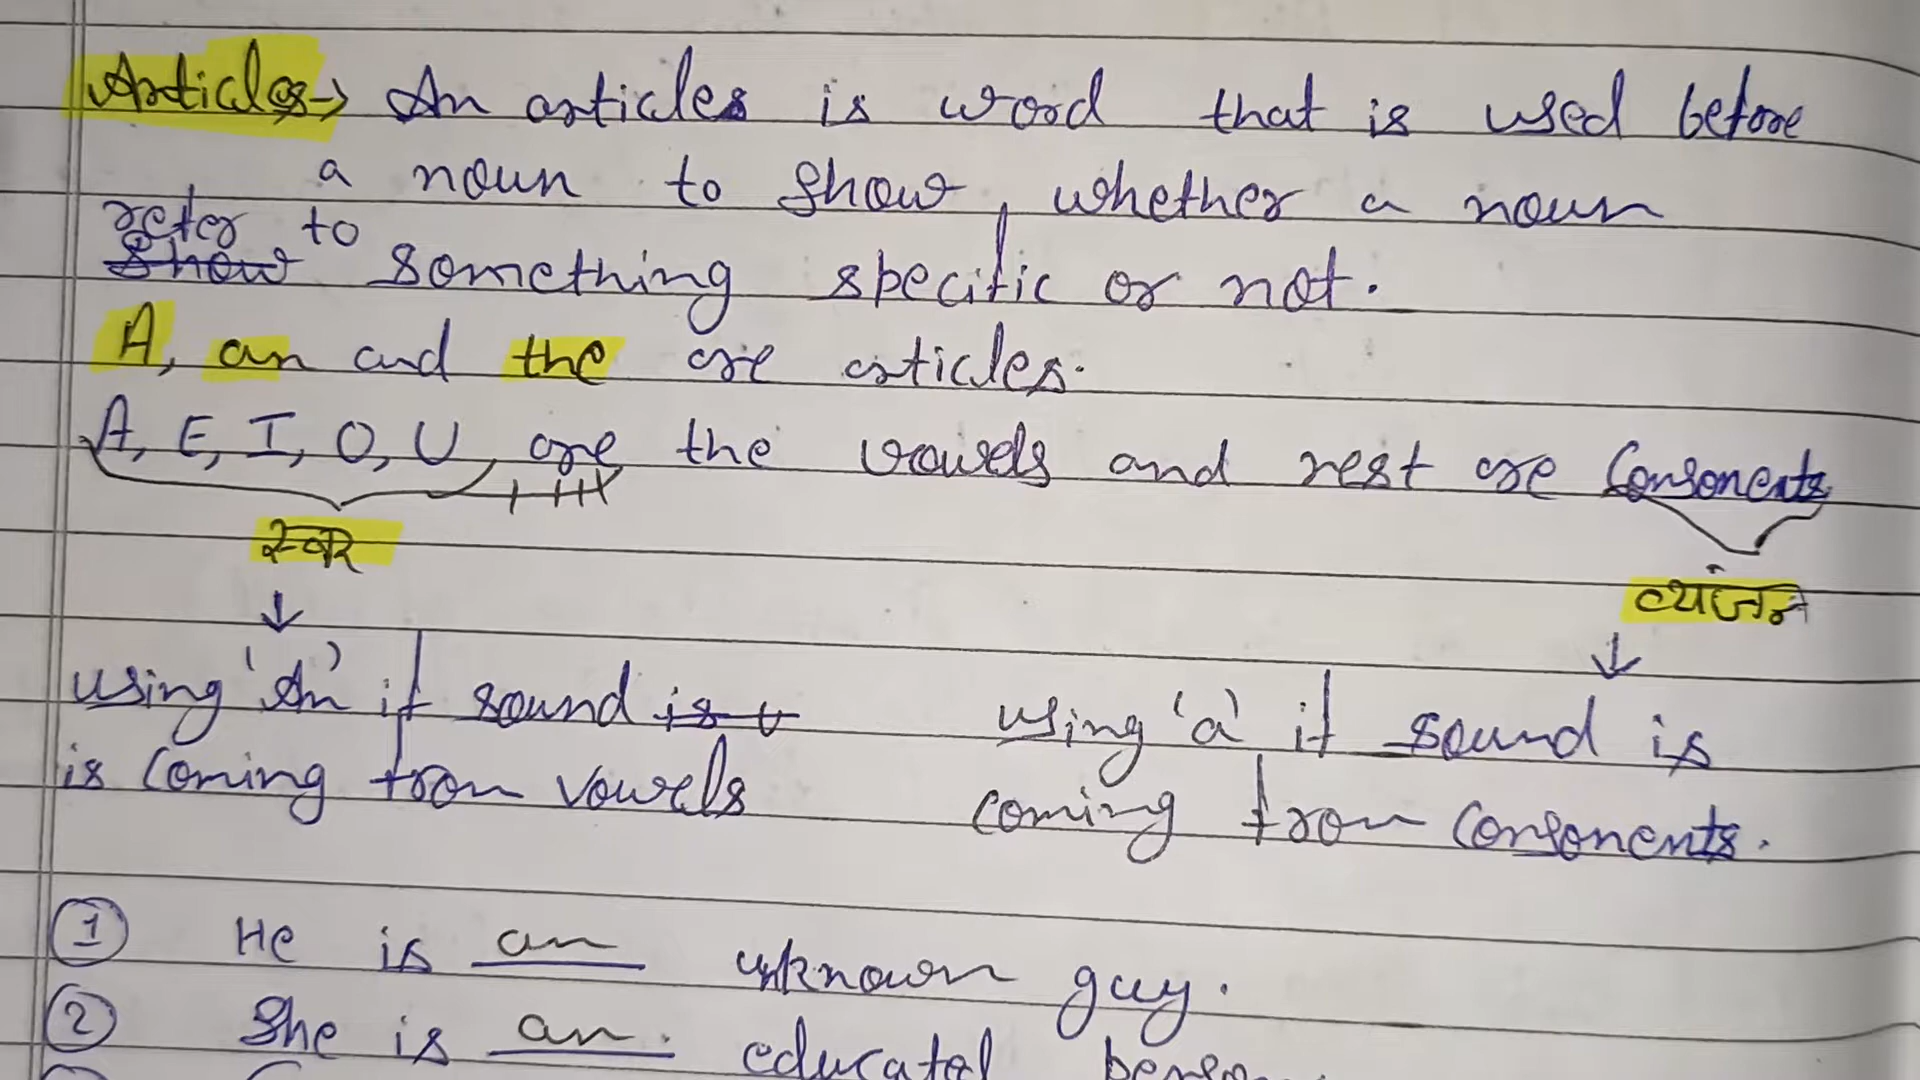 Articles → An articles is word that is used before
a noun to show, whether a noun
refer to
show something specific or not.
A, an and the are articles.
A, E, I, O, U, are the vowels and rest are Consonents
स्वर
व्यंजन
using 'An' if sound is v
is coming from vowels
using 'a' if sound is
coming from Consonents.
1 He is an unknown guy.
2 She is an educated person